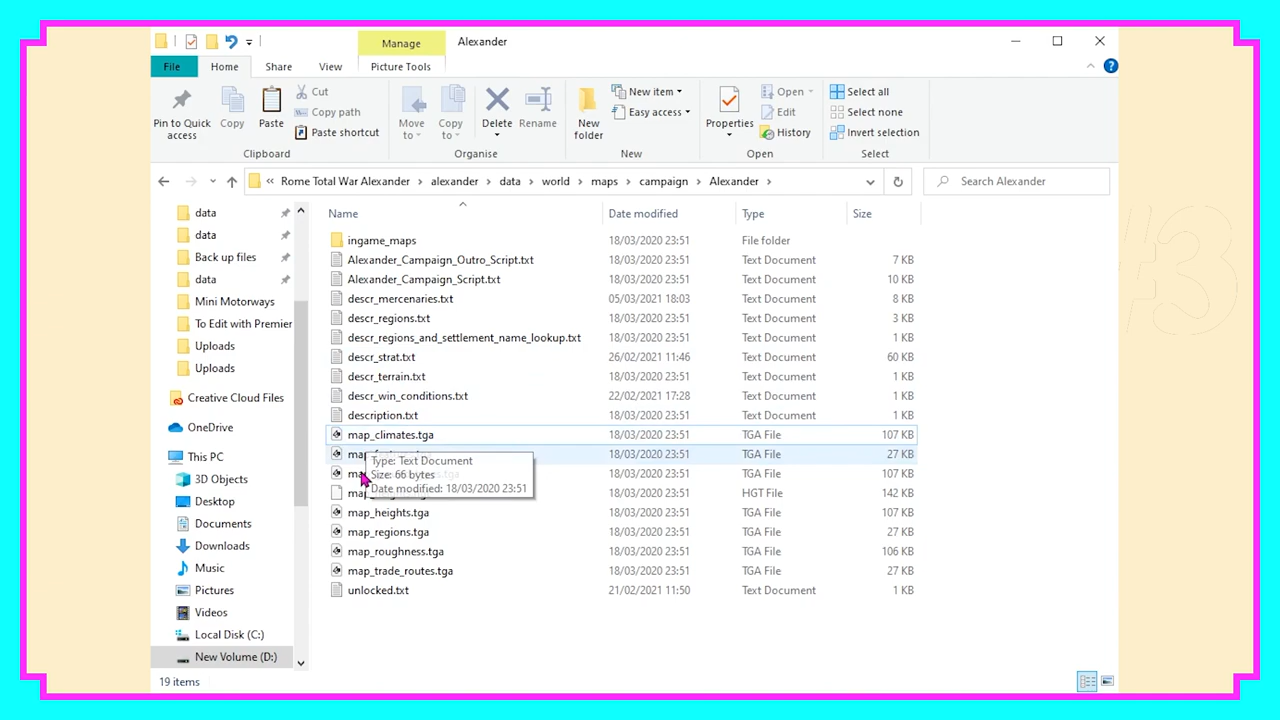 Manage
Alexander
File
Home
Share
View
Picture Tools
Pin to Quick access
Copy
Paste
Cut
Copy path
Paste shortcut
Clipboard
Move to
Copy to
Delete
Rename
Organise
New folder
New item
Easy access
New
Properties
Open
Edit
History
Open
Select all
Select none
Invert selection
Select
« Rome Total War Alexander › alexander › data › world › maps › campaign › Alexander ›
Search Alexander
Name Date modified Type Size
data
data
Back up files
data
Mini Motorways
To Edit with Premier
Uploads
Uploads
Creative Cloud Files
OneDrive
This PC
3D Objects
Desktop
Documents
Downloads
Music
Pictures
Videos
Local Disk (C:)
New Volume (D:)
ingame_maps 18/03/2020 23:51 File folder
Alexander_Campaign_Outro_Script.txt 18/03/2020 23:51 Text Document 7 KB
Alexander_Campaign_Script.txt 18/03/2020 23:51 Text Document 10 KB
descr_mercenaries.txt 05/03/2021 18:03 Text Document 8 KB
descr_regions.txt 18/03/2020 23:51 Text Document 3 KB
descr_regions_and_settlement_name_lookup.txt 18/03/2020 23:51 Text Document 1 KB
descr_strat.txt 26/02/2021 11:46 Text Document 60 KB
descr_terrain.txt 18/03/2020 23:51 Text Document 1 KB
descr_win_conditions.txt 22/02/2021 17:28 Text Document 1 KB
description.txt 18/03/2020 23:51 Text Document 1 KB
map_climates.tga 18/03/2020 23:51 TGA File 107 KB
18/03/2020 23:51 TGA File 27 KB
18/03/2020 23:51 TGA File 107 KB
18/03/2020 23:51 HGT File 142 KB
map_heights.tga 18/03/2020 23:51 TGA File 107 KB
map_regions.tga 18/03/2020 23:51 TGA File 27 KB
map_roughness.tga 18/03/2020 23:51 TGA File 106 KB
map_trade_routes.tga 18/03/2020 23:51 TGA File 27 KB
unlocked.txt 21/02/2021 11:50 Text Document 1 KB
Type: Text Document
Size: 66 bytes
Date modified: 18/03/2020 23:51
19 items
#3